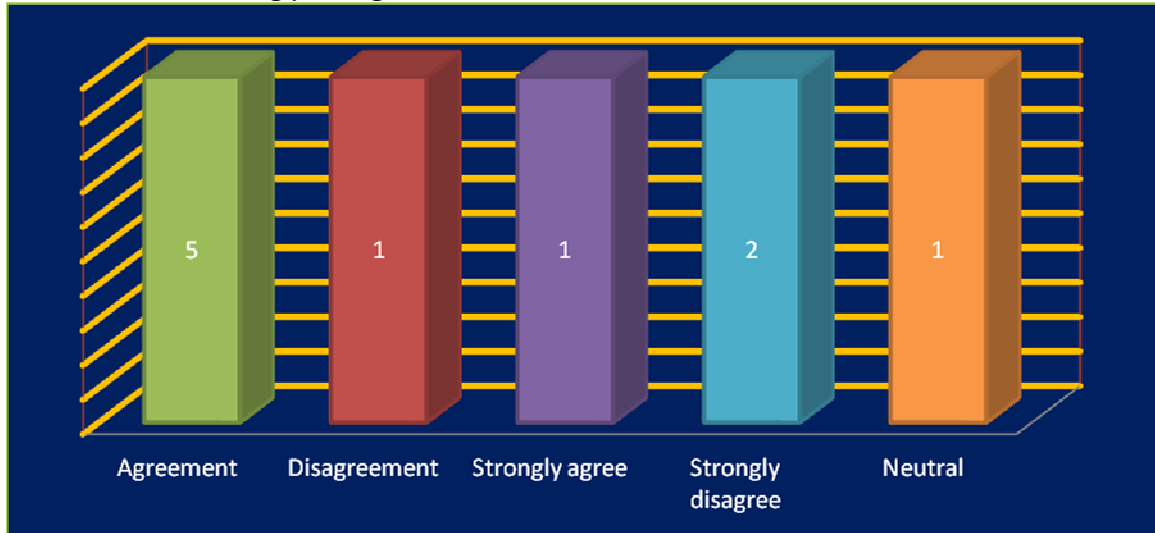 5
1
1
2
1
Agreement
Disagreement
Strongly agree
Strongly
disagree
Neutral